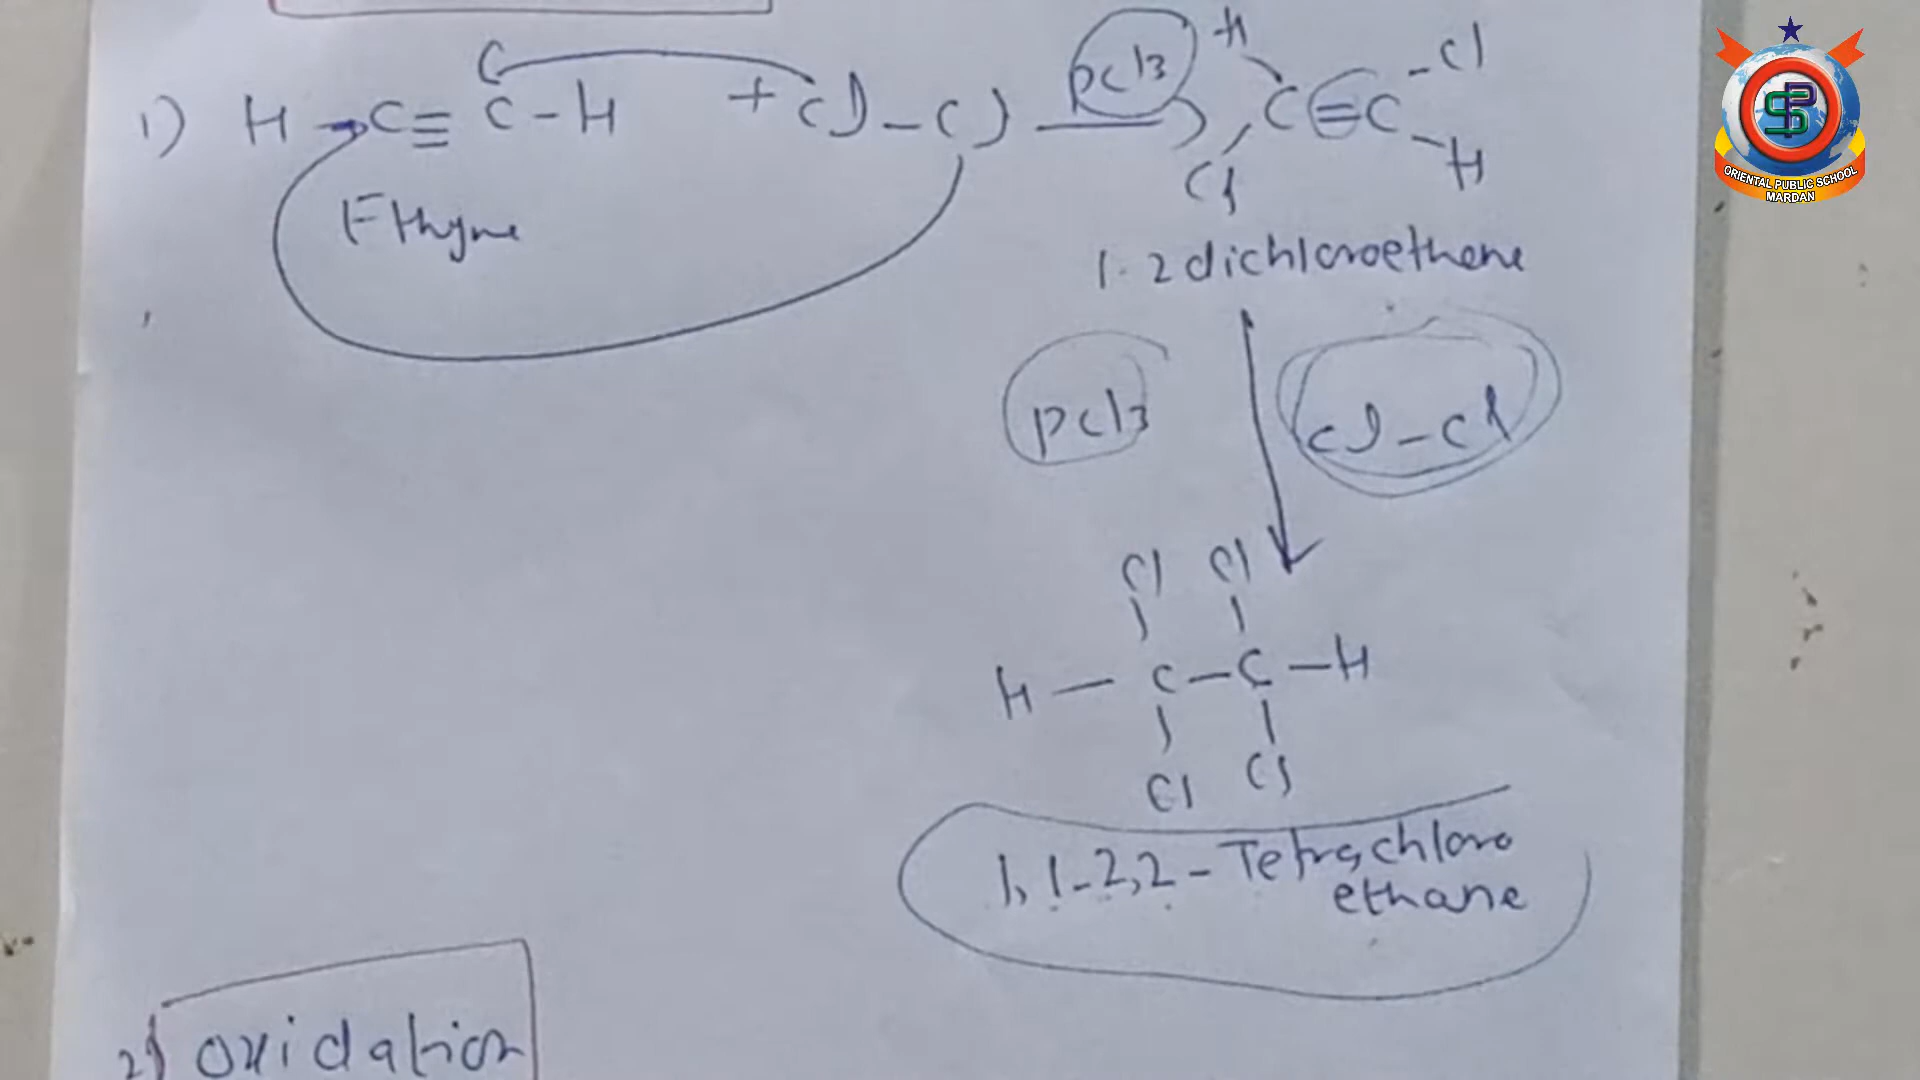 1) H → C ≡ C - H + Cl - Cl PCl3 → H C ≡ C Cl
Cl H
Ethyne
1.2 dichloroethene
PCl3 Cl - Cl
Cl Cl
H — C — C — H
Cl Cl
1,1-2,2-Tetrachloro
ethane
2) oxidation
SPS
ORIENTAL PUBLIC SCHOOL
MARDAN